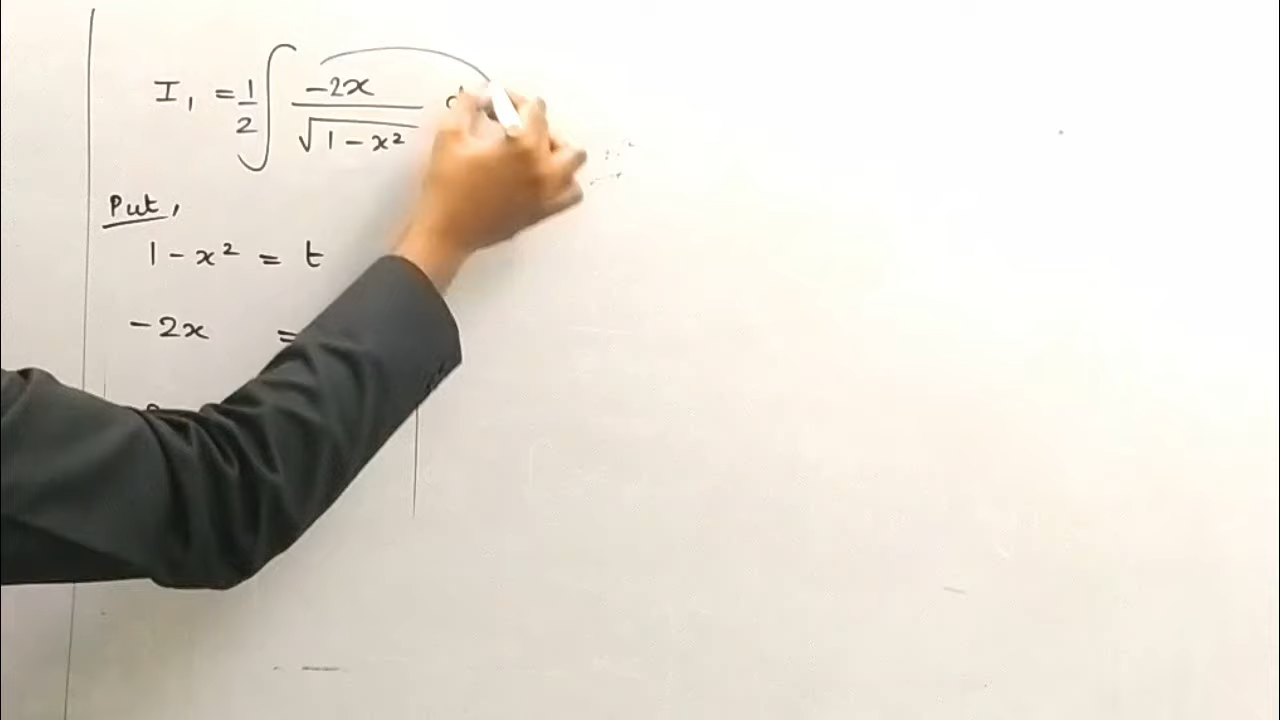 I₁ = 1/2 ∫ -2x / √(1 - x²)
Put,
1 - x² = t
-2x =